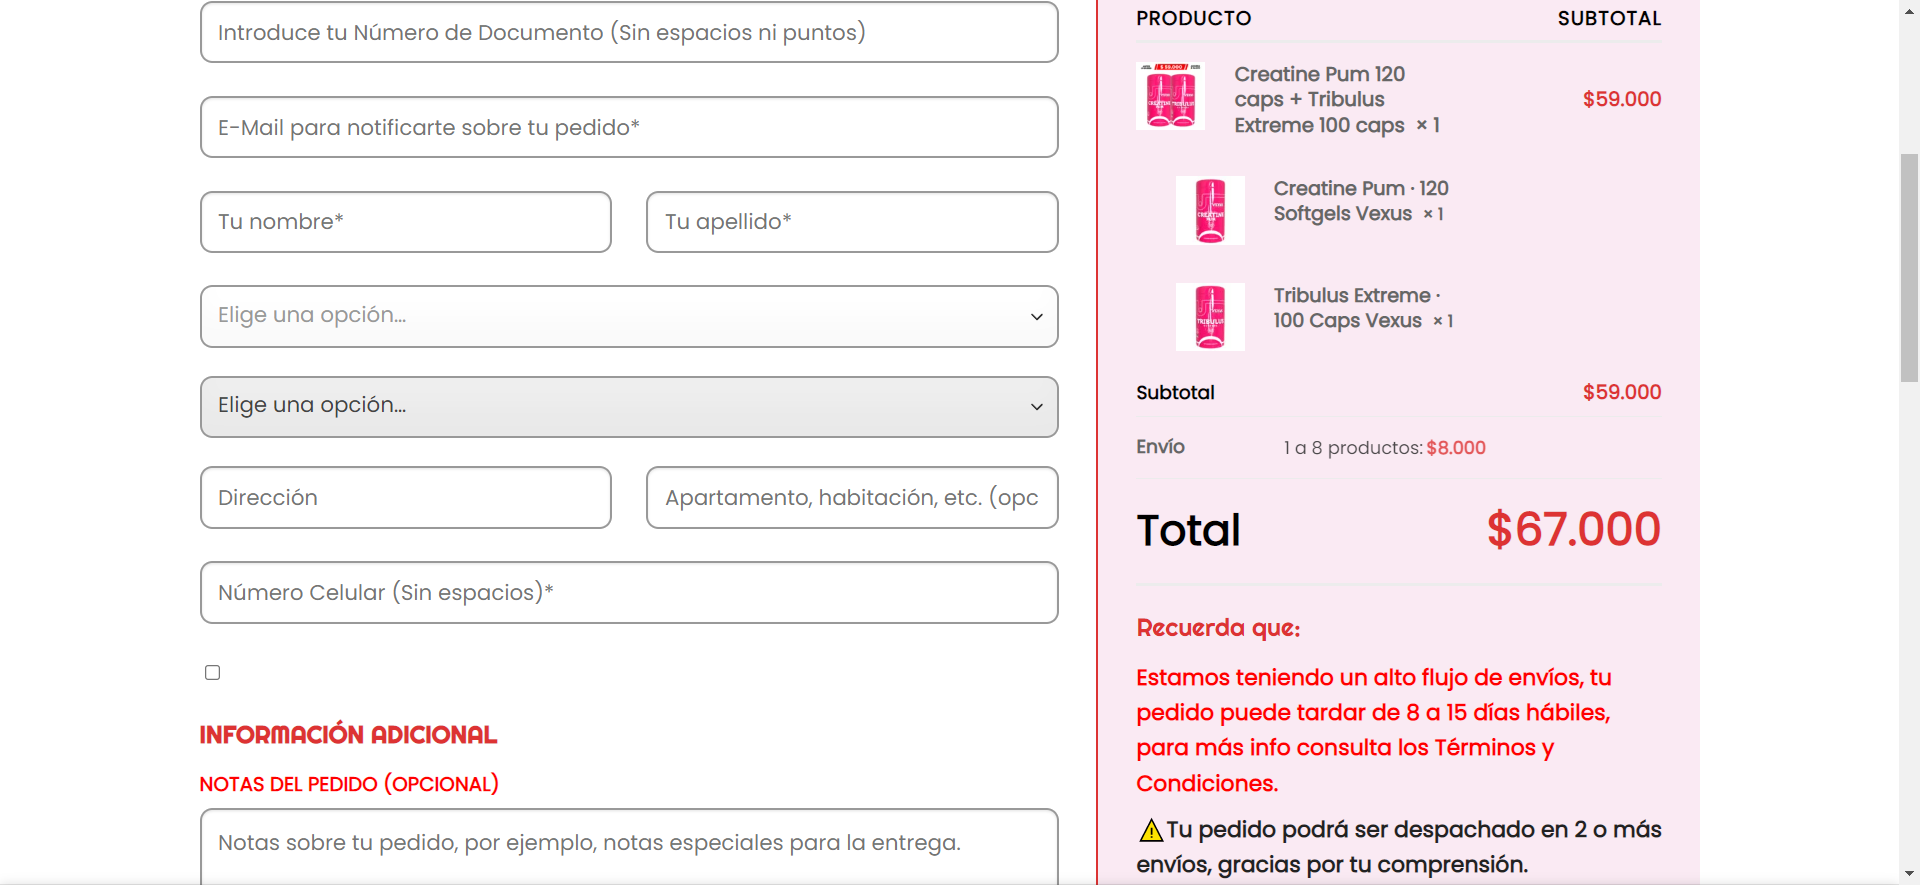 Introduce tu Número de Documento (Sin espacios ni puntos)
E-Mail para notificarte sobre tu pedido*
Tu nombre*
Tu apellido*
Elige una opción...
Elige una opción...
Dirección
Apartamento, habitación, etc. (opc
Número Celular (Sin espacios)*
INFORMACIÓN ADICIONAL
NOTAS DEL PEDIDO (OPCIONAL)
Notas sobre tu pedido, por ejemplo, notas especiales para la entrega.
PRODUCTO
SUBTOTAL
Creatine Pum 120
caps + Tribulus
Extreme 100 caps × 1
$59.000
Creatine Pum · 120
Softgels Vexus × 1
Tribulus Extreme ·
100 Caps Vexus × 1
Subtotal
$59.000
Envío
1 a 8 productos: $8.000
Total
$67.000
Recuerda que:
Estamos teniendo un alto flujo de envíos, tu
pedido puede tardar de 8 a 15 días hábiles,
para más info consulta los Términos y
Condiciones.
⚠Tu pedido podrá ser despachado en 2 o más
envíos, gracias por tu comprensión.